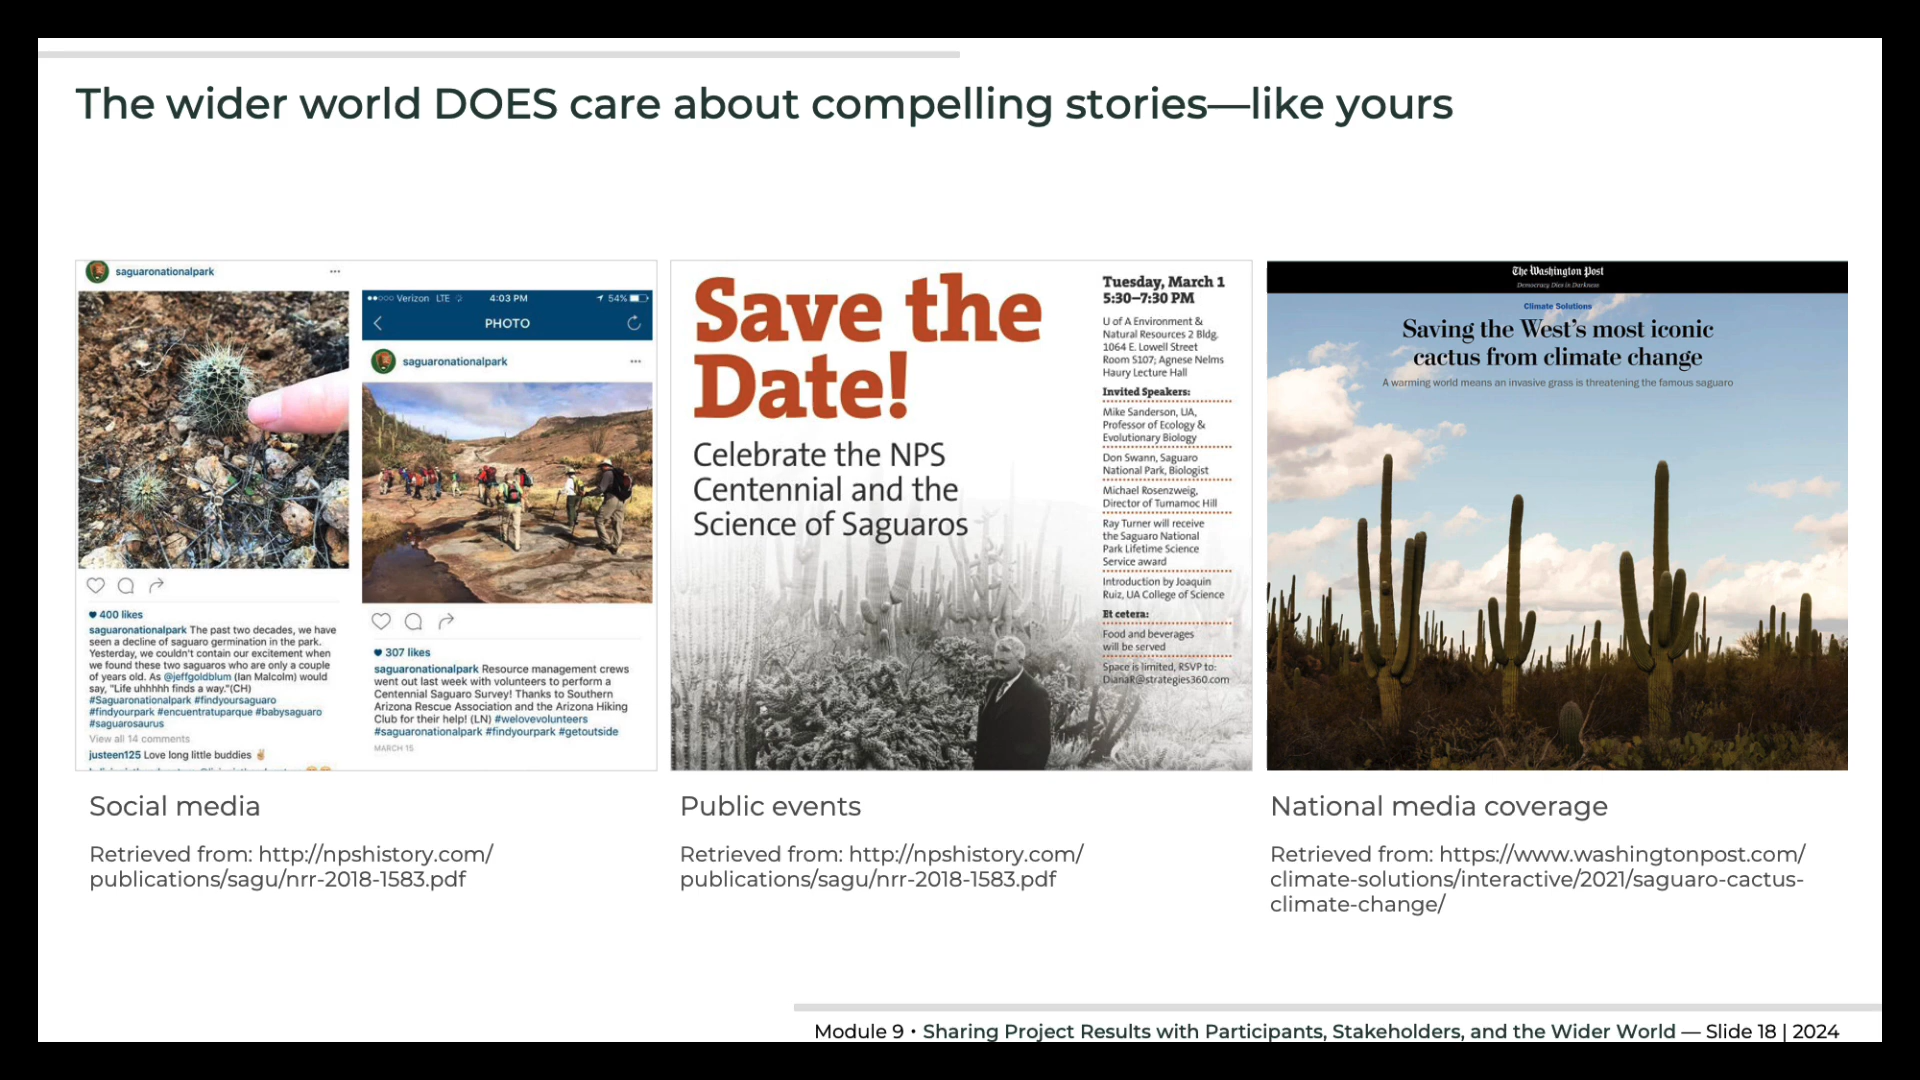 The wider world DOES care about compelling stories—like yours
saguaronationalpark
400 likes
saguaronationalpark The past two decades, we have
seen a decline of saguaro germination in the park.
Yesterday, we couldn't contain our excitement when
we found these two saguaros who are only a couple
of years old. As @jeffgoldblum (Ian Malcolm) would
say, "Life uhhhhh finds a way."(CH)
#Saguaronationalpark #findyoursaguaro
#findyourpark #encuentratuparque #babysaguaro
#saguarosaurus
View all 14 comments
justeen125 Love long little buddies
Verizon LTE 4:03 PM 54%
PHOTO
saguaronationalpark
307 likes
saguaronationalpark Resource management crews
went out last week with volunteers to perform a
Centennial Saguaro Survey! Thanks to Southern
Arizona Rescue Association and the Arizona Hiking
Club for their help! (LN) #welovevolunteers
#saguaronationalpark #findyourpark #getoutside
MARCH 15
Social media
Retrieved from: http://npshistory.com/
publications/sagu/nrr-2018-1583.pdf
Save the
Date!
Celebrate the NPS
Centennial and the
Science of Saguaros
Tuesday, March 1
5:30–7:30 PM
U of A Environment &
Natural Resources 2 Bldg.
1064 E. Lowell Street
Room S107; Agnese Nelms
Haury Lecture Hall
Invited Speakers:
Mike Sanderson, UA,
Professor of Ecology &
Evolutionary Biology
Don Swann, Saguaro
National Park, Biologist
Michael Rosenzweig,
Director of Tumamoc Hill
Ray Turner will receive
the Saguaro National
Park Lifetime Science
Service award
Introduction by Joaquin
Ruiz, UA College of Science
Et cetera:
Food and beverages
will be served
Space is limited, RSVP to:
DianaR@strategies360.com
Public events
Retrieved from: http://npshistory.com/
publications/sagu/nrr-2018-1583.pdf
The Washington Post
Democracy Dies in Darkness
Climate Solutions
Saving the West's most iconic
cactus from climate change
A warming world means an invasive grass is threatening the famous saguaro
National media coverage
Retrieved from: https://www.washingtonpost.com/
climate-solutions/interactive/2021/saguaro-cactus-
climate-change/
Module 9 • Sharing Project Results with Participants, Stakeholders, and the Wider World — Slide 18 | 2024